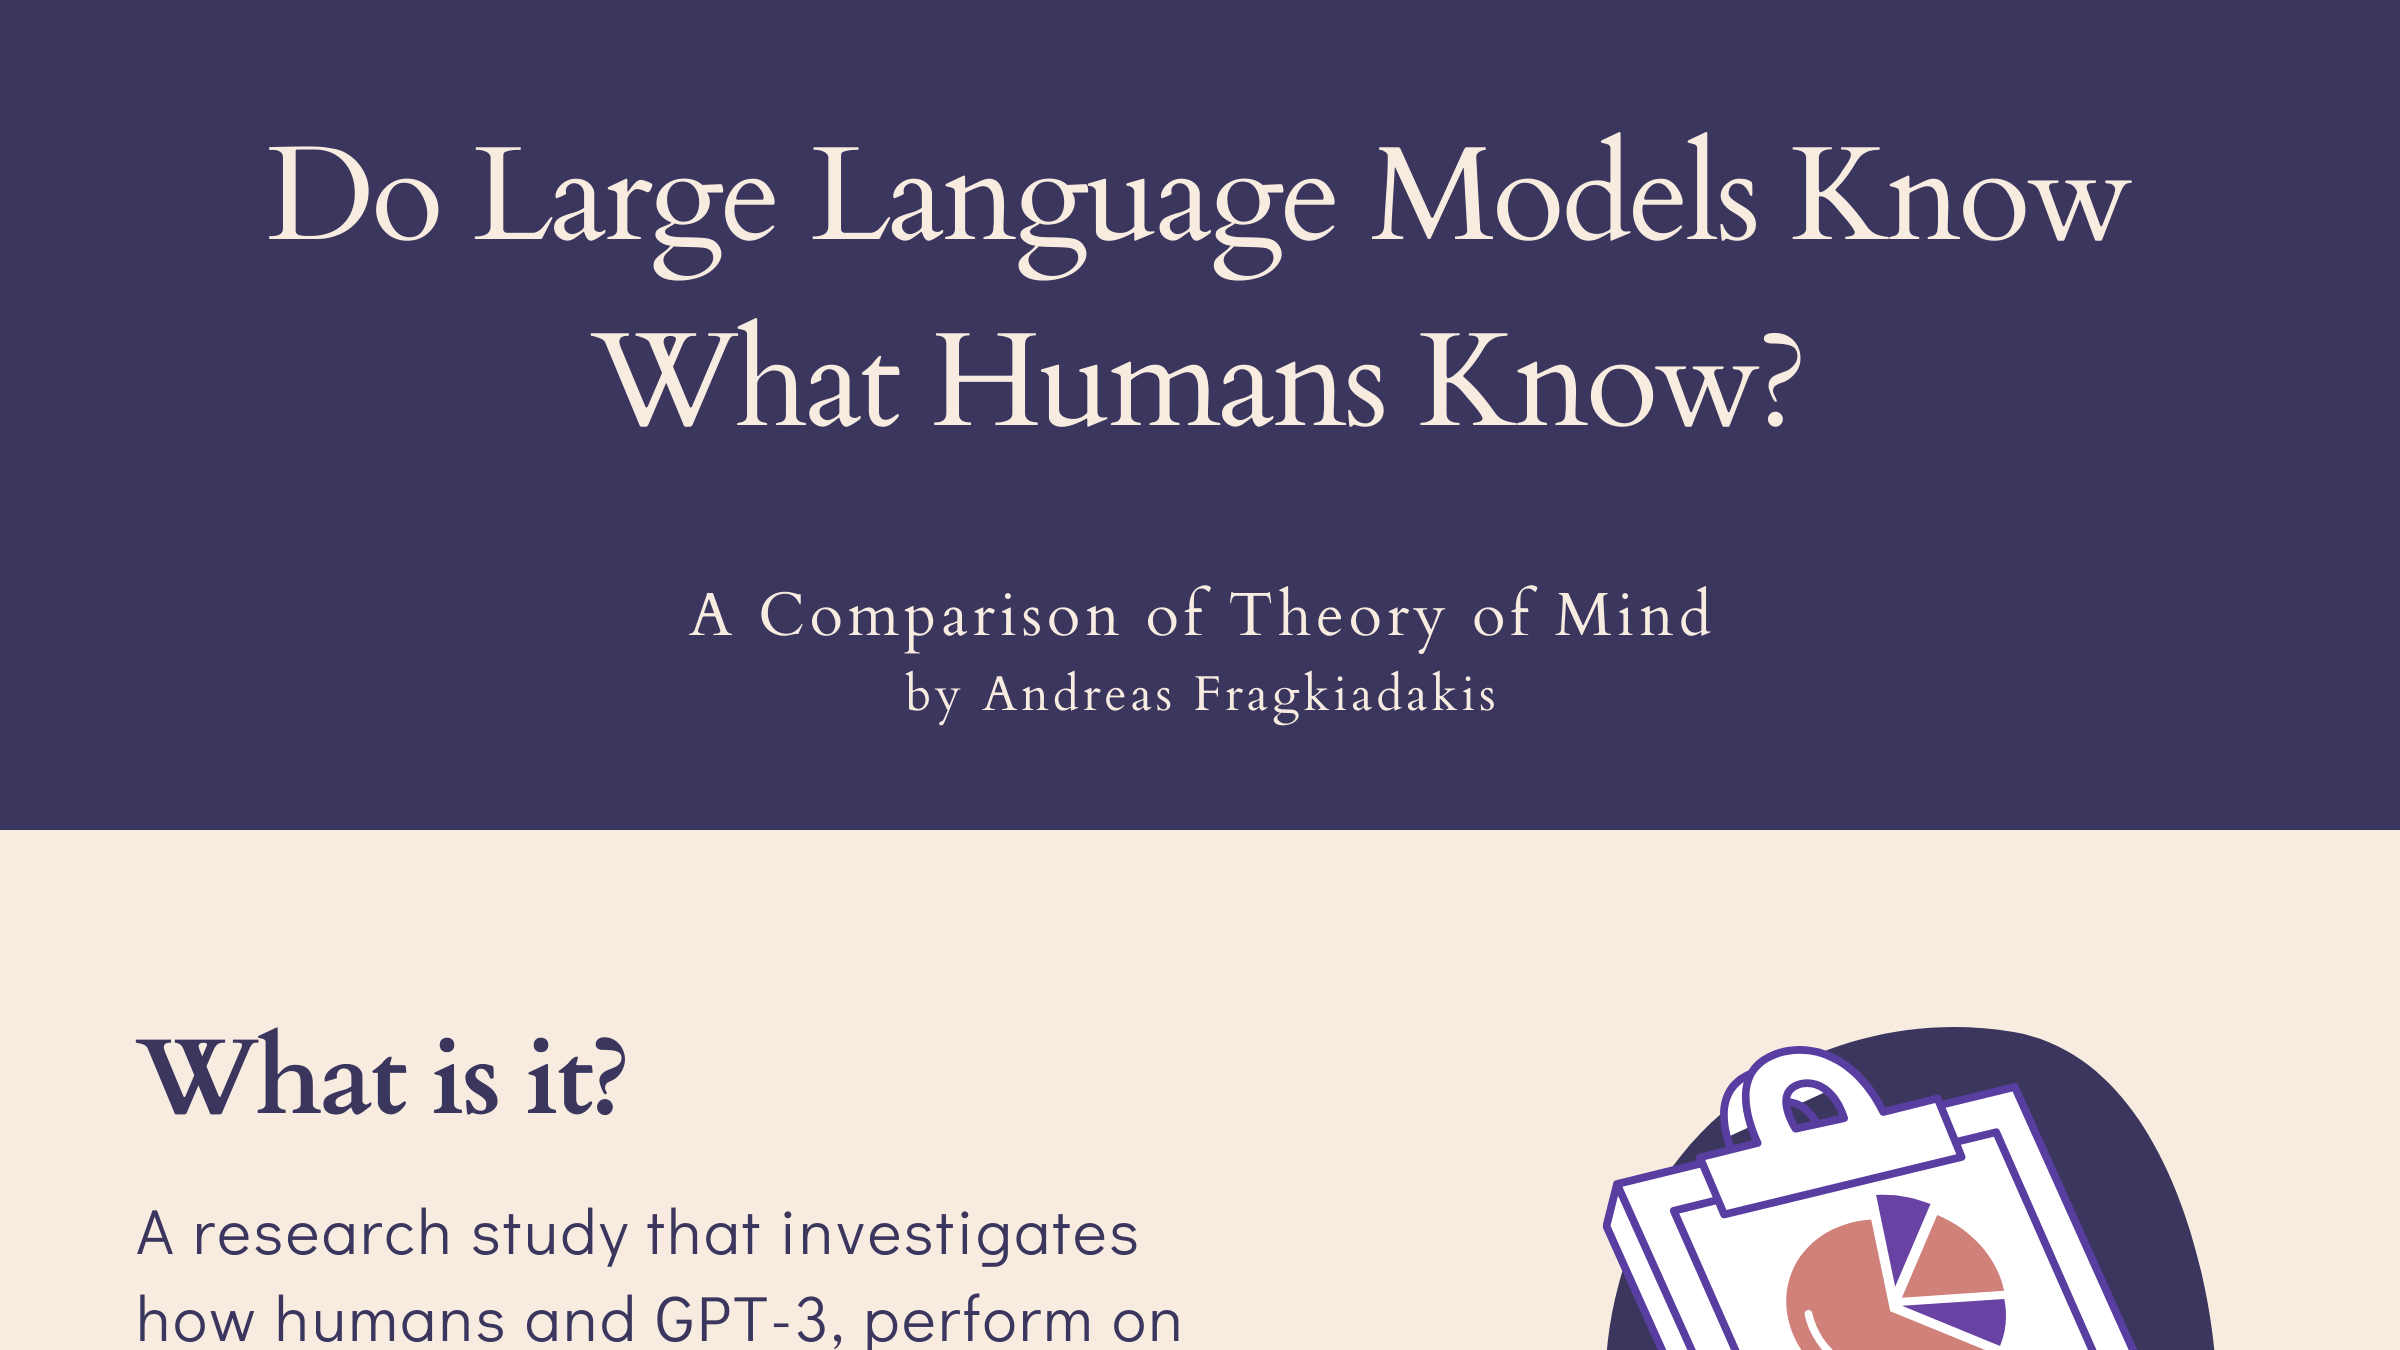 Do Large Language Models Know
What Humans Know?
A Comparison of Theory of Mind
by Andreas Fragkiadakis
What is it?
A research study that investigates
how humans and GPT-3, perform on